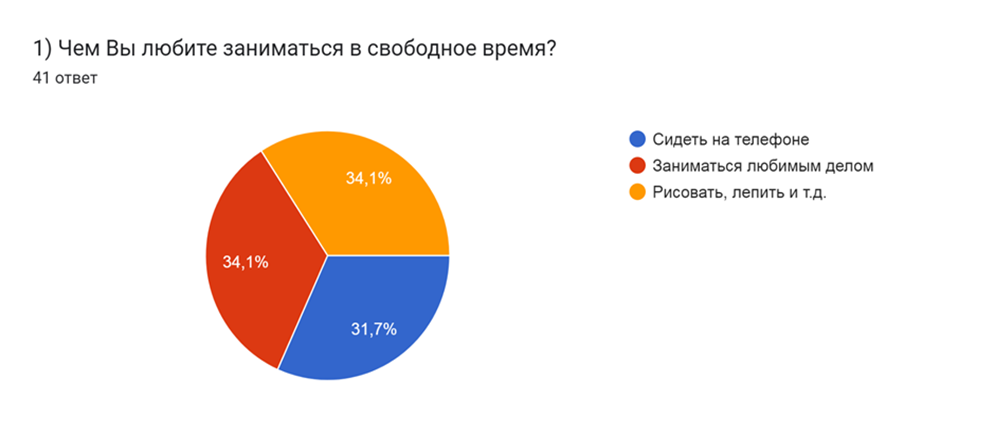 1) Чем Вы любите заниматься в свободное время?
41 ответ
Сидеть на телефоне
Заниматься любимым делом
Рисовать, лепить и т.д.
34,1%
34,1%
31,7%